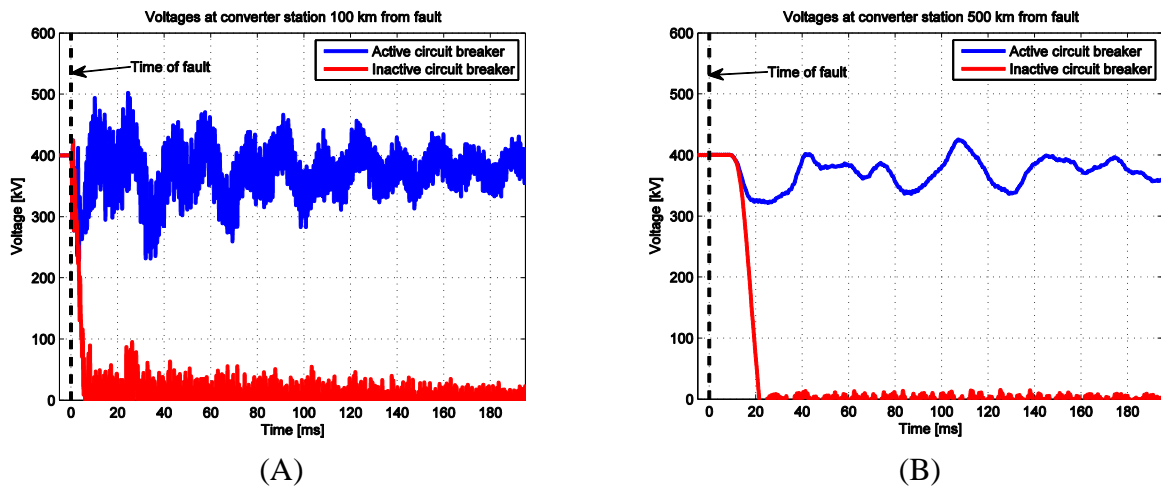 Voltages at converter station 100 km from fault
600
500
400
300
200
100
0
Voltage [kV]
Time of fault
Active circuit breaker
Inactive circuit breaker
0 20 40 60 80 100 120 140 160 180
Time [ms]
(A)
Voltages at converter station 500 km from fault
600
500
400
300
200
100
0
Voltage [kV]
Time of fault
Active circuit breaker
Inactive circuit breaker
0 20 40 60 80 100 120 140 160 180
Time [ms]
(B)